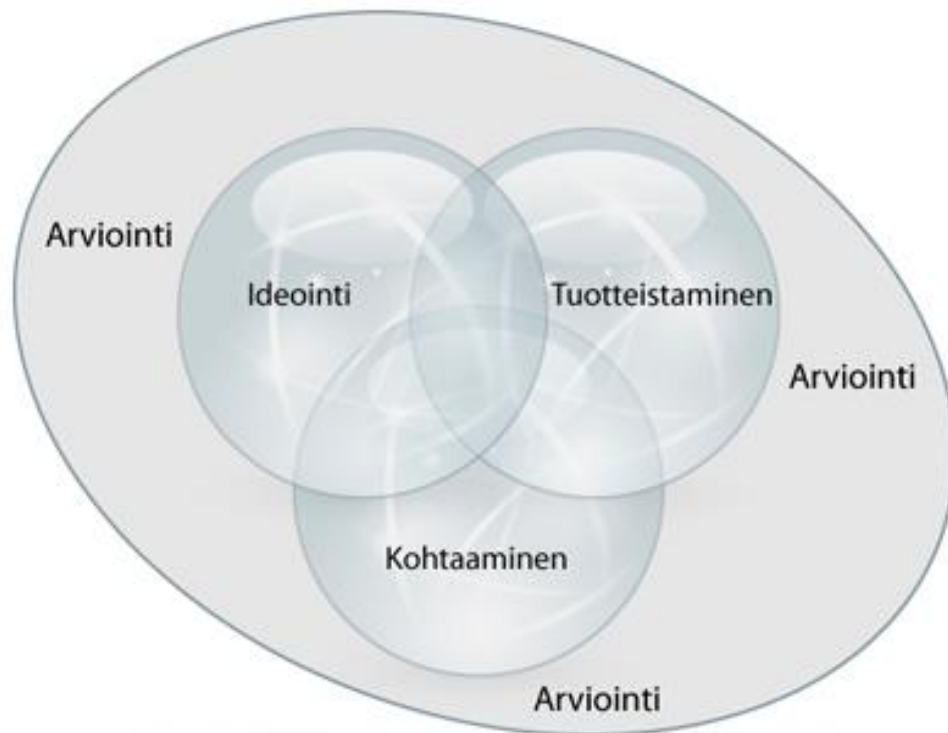 Arviointi
Ideointi
Tuotteistaminen
Arviointi
Kohtaaminen
Arviointi